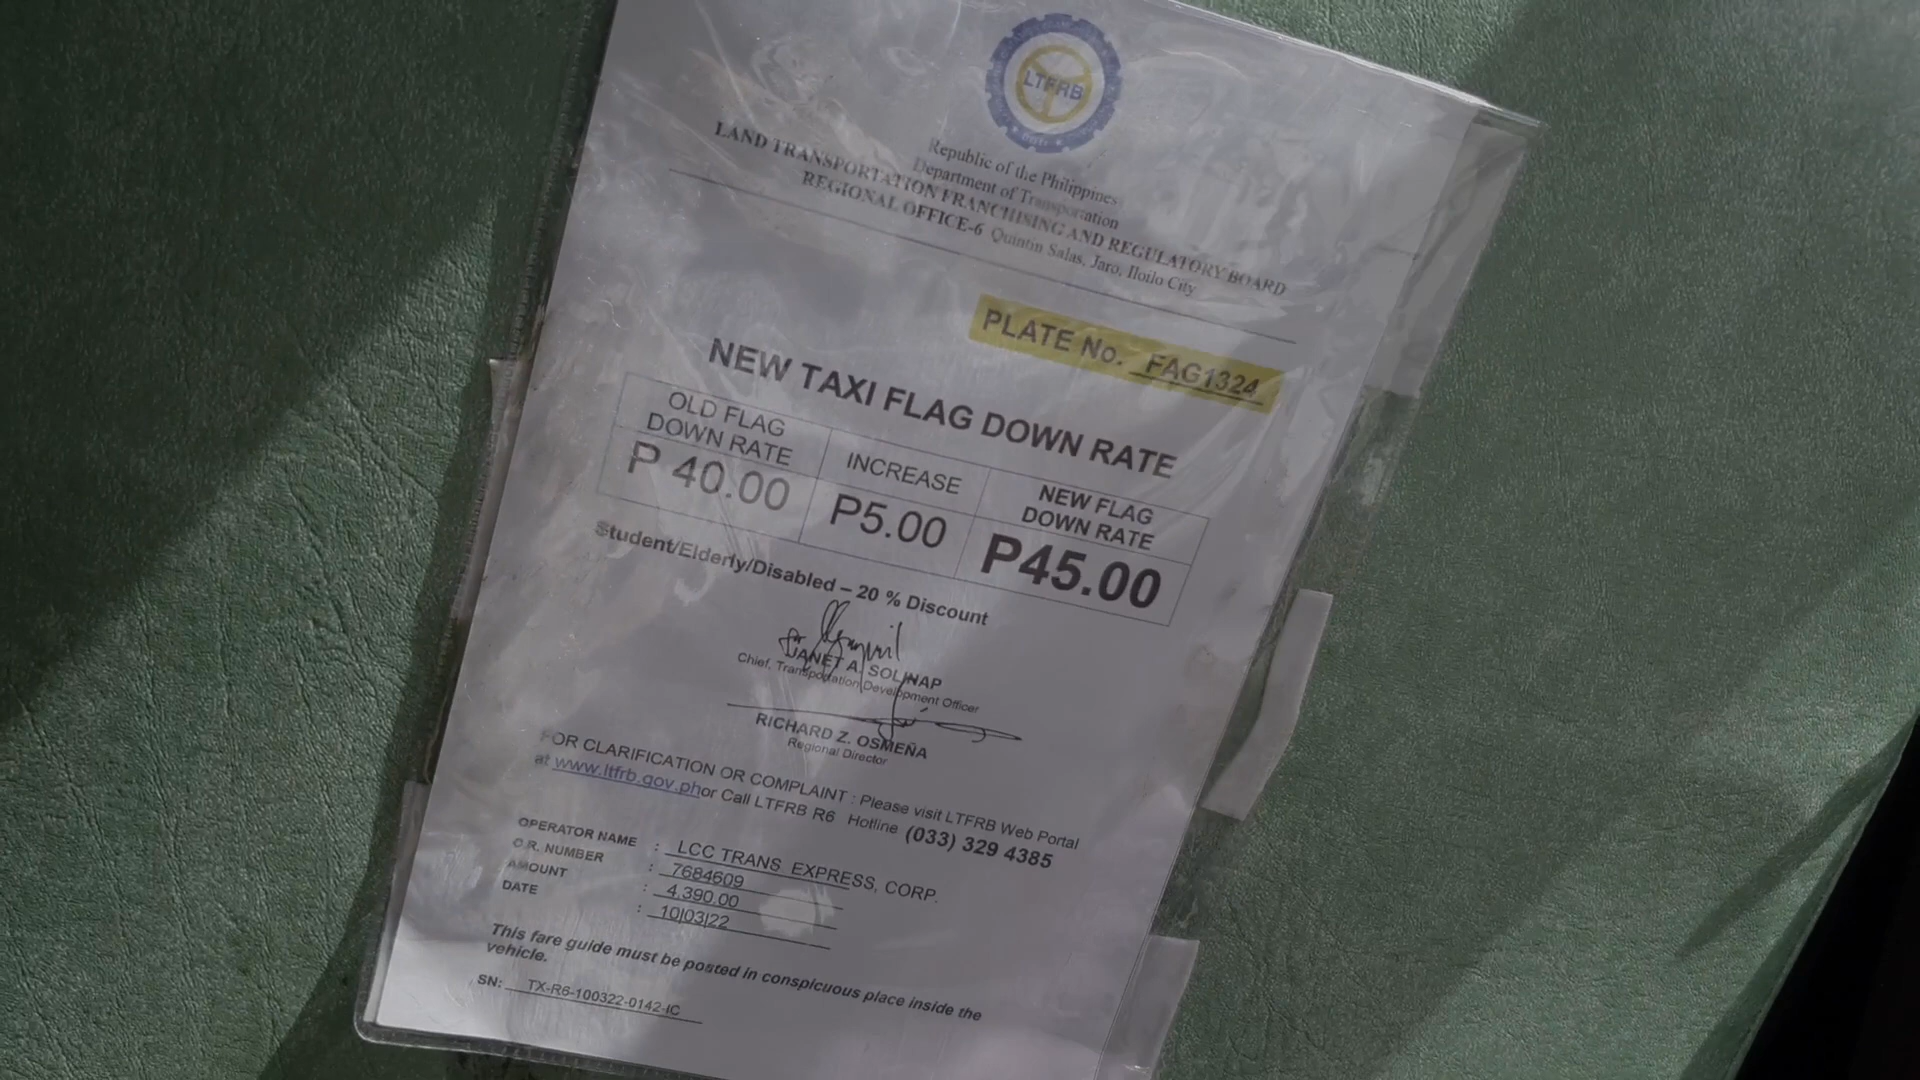 LTFRB
Republic of the Philippines
Department of Transportation
LAND TRANSPORTATION FRANCHISING AND REGULATORY BOARD
REGIONAL OFFICE-6 Quintin Salas, Jaro, Iloilo City
PLATE No. FAG1324
NEW TAXI FLAG DOWN RATE
OLD FLAG
DOWN RATE
INCREASE
NEW FLAG
DOWN RATE
P 40.00
P5.00
P45.00
Student/Elderly/Disabled – 20 % Discount
for
JANET A. SOLINAP
Chief, Transportation Development Officer
RICHARD Z. OSMEÑA
Regional Director
FOR CLARIFICATION OR COMPLAINT : Please visit LTFRB Web Portal
at www.ltfrb.gov.ph or Call LTFRB R6 Hotline (033) 329 4385
OPERATOR NAME : LCC TRANS EXPRESS, CORP.
O.R. NUMBER : 7684609
AMOUNT : 4,390.00
DATE : 10|03|22
This fare guide must be posted in conspicuous place inside the
vehicle.
SN: TX-R6-100322-0142-IC